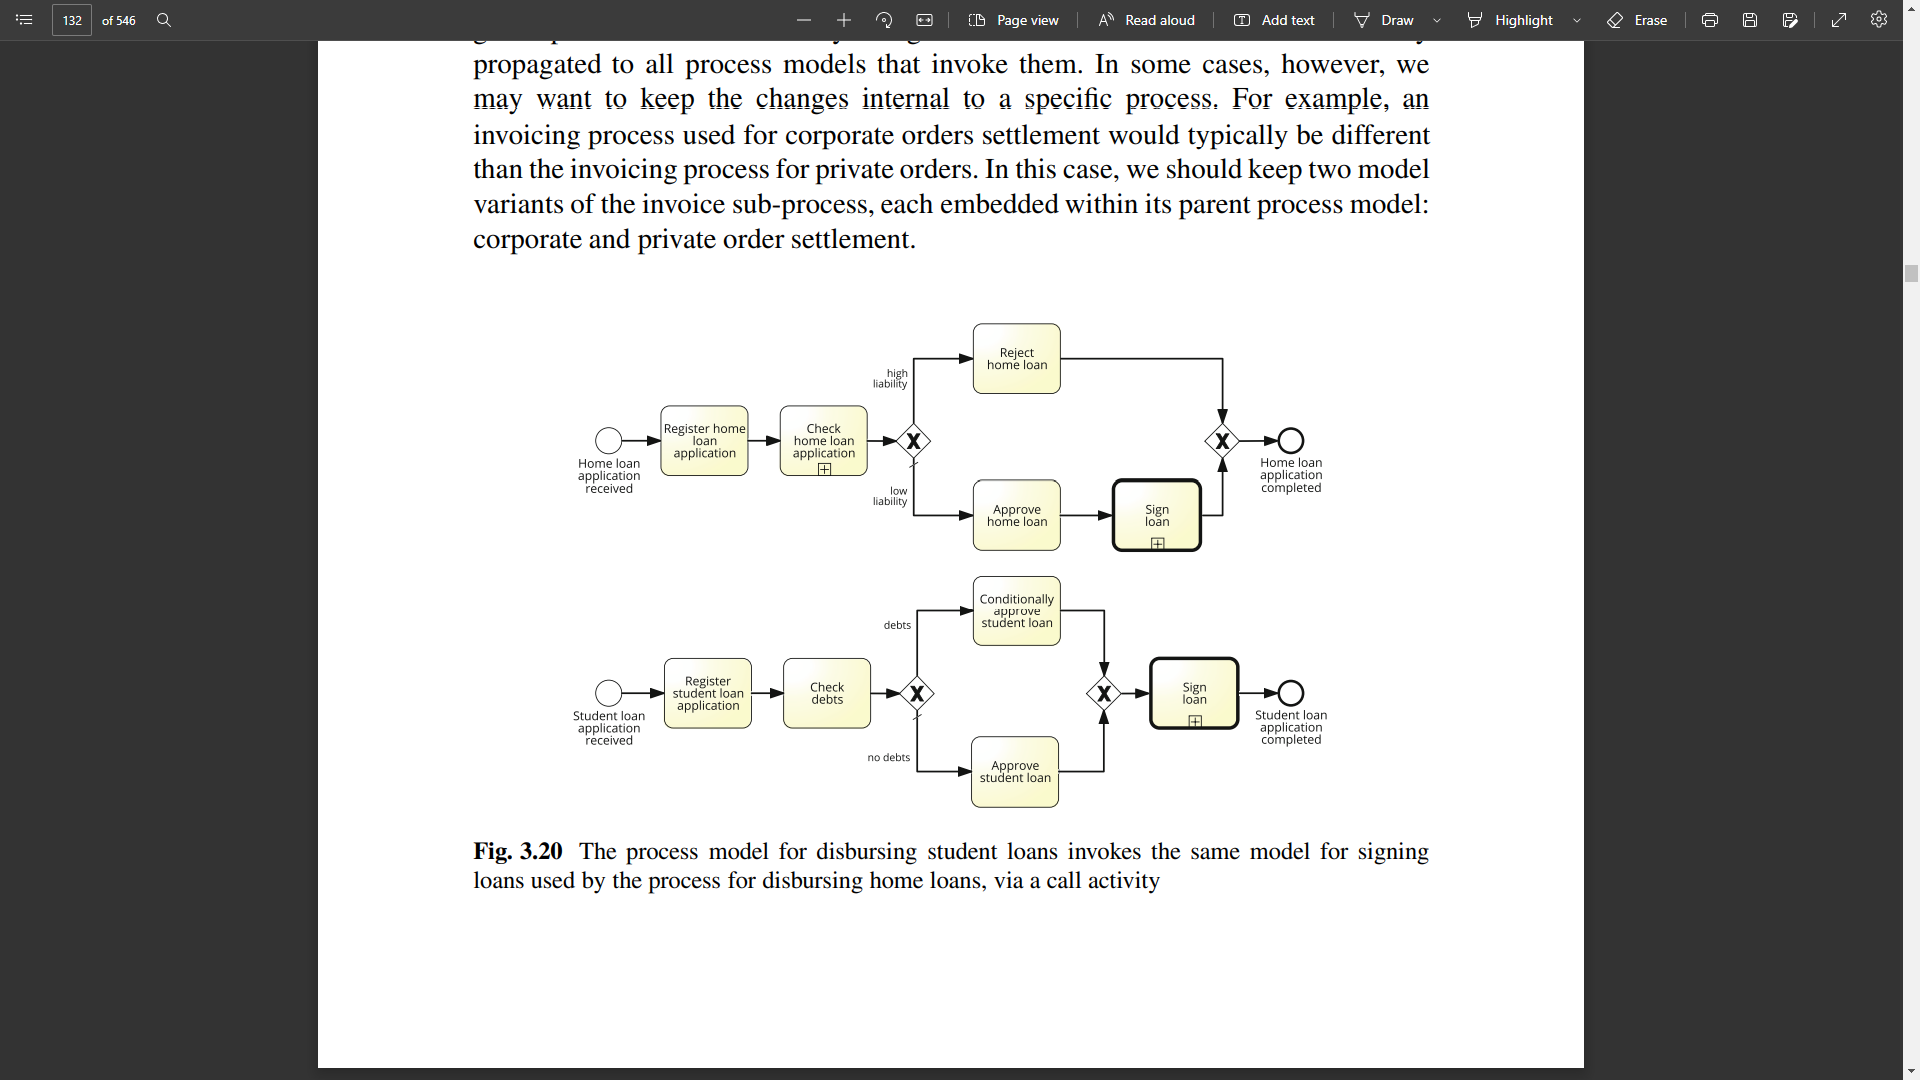 132 of 546 Page view Read aloud Add text Draw Highlight Erase
propagated to all process models that invoke them. In some cases, however, we
may want to keep the changes internal to a specific process. For example, an
invoicing process used for corporate orders settlement would typically be different
than the invoicing process for private orders. In this case, we should keep two model
variants of the invoice sub-process, each embedded within its parent process model:
corporate and private order settlement.
Home loan
application
received
Register home
loan
application
Check
home loan
application
high
liability
low
liability
X
Reject
home loan
Approve
home loan
Sign
loan
X
Home loan
application
completed
Student loan
application
received
Register
student loan
application
Check
debts
debts
no debts
X
Conditionally
approve
student loan
Approve
student loan
X
Sign
loan
Student loan
application
completed
Fig. 3.20 The process model for disbursing student loans invokes the same model for signing
loans used by the process for disbursing home loans, via a call activity